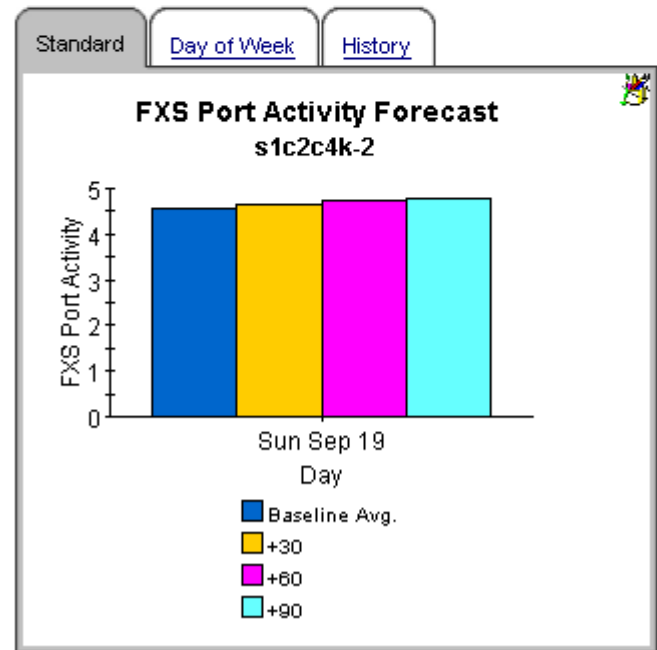 Standard
Day of Week
History
FXS Port Activity Forecast
s1c2c4k-2
FXS Port Activity
5
4
3
2
1
0
Sun Sep 19
Day
Baseline Avg.
+30
+60
+90